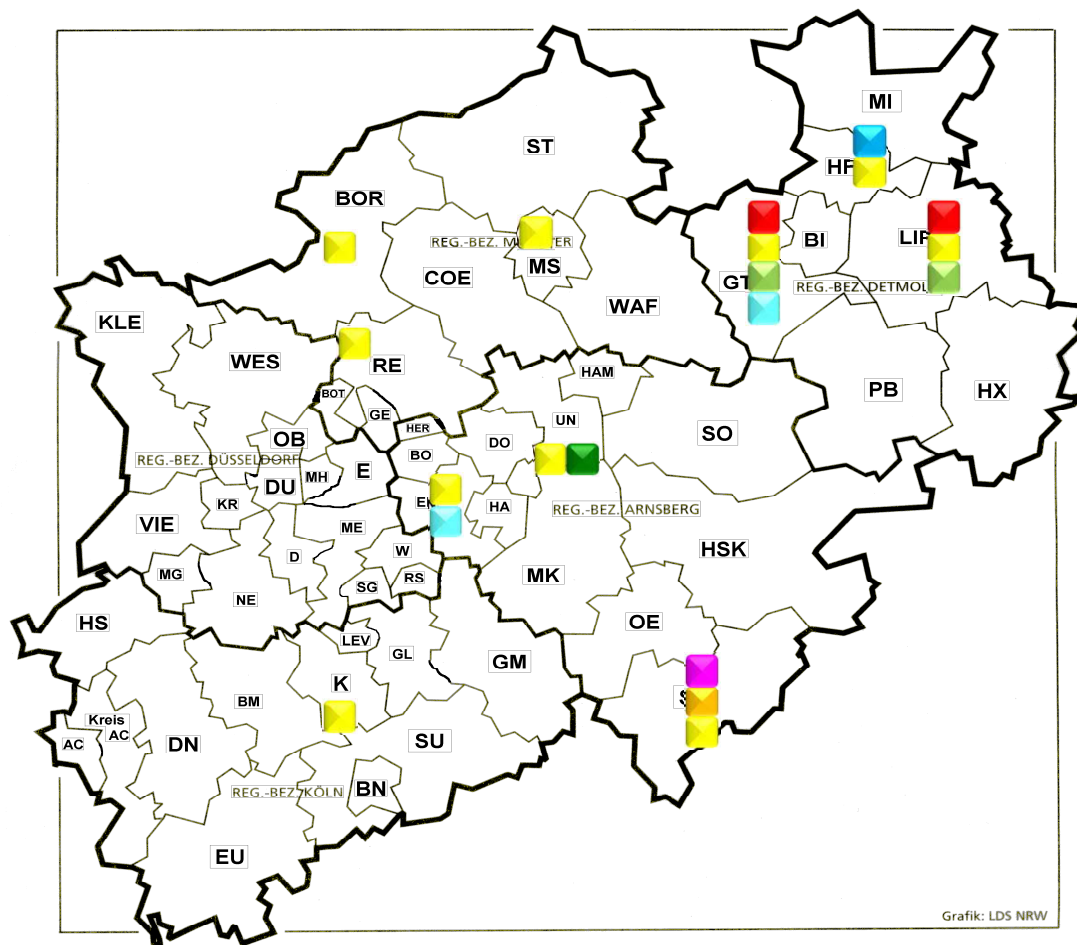 MI
ST
HF
BOR
BI
LIP
REG.-BEZ. MÜNSTER
MS
COE
GT
REG.-BEZ. DETMOLD
WAF
KLE
WES
RE
HAM
PB
HX
BOT
GE
UN
HER
DO
SO
OB
BO
REG.-BEZ. DÜSSELDORF
MH
E
DU
EN
KR
HA
REG.-BEZ. ARNSBERG
VIE
ME
D
W
HSK
MG
SG
RS
MK
NE
HS
OE
LEV
GL
GM
K
BM
Kreis
AC
AC
DN
SU
BN
REG.-BEZ. KÖLN
EU
Grafik: LDS NRW